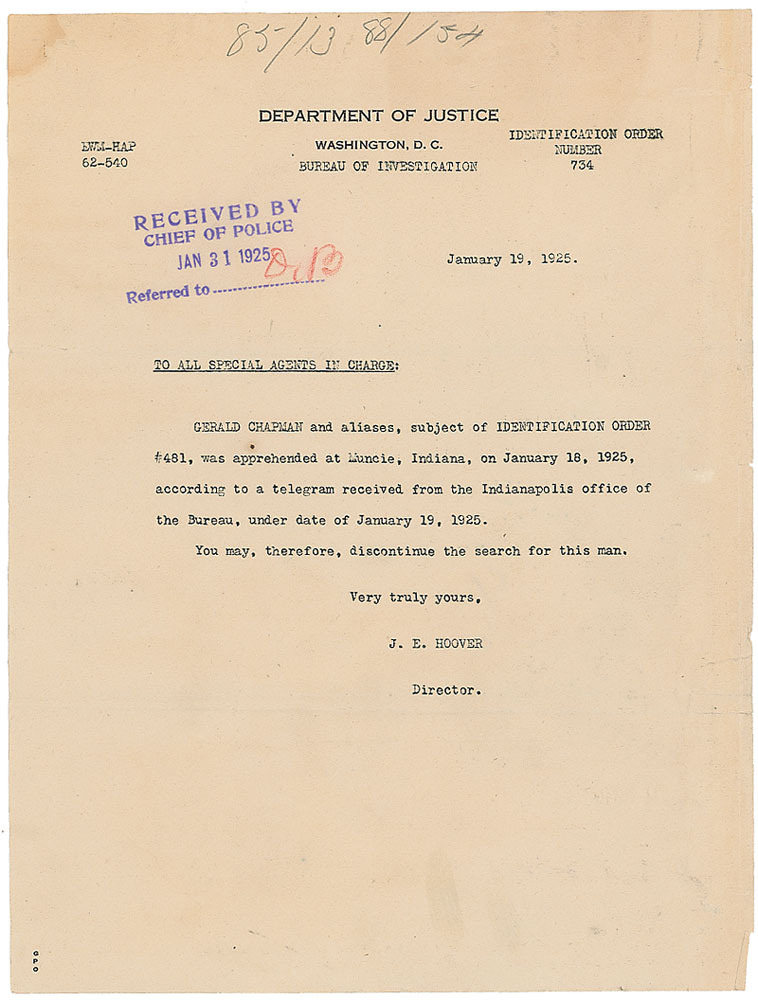 85/13 88/154
DEPARTMENT OF JUSTICE
WASHINGTON, D. C.
BUREAU OF INVESTIGATION
IDENTIFICATION ORDER
NUMBER
734
EWM-HAP
62-540
RECEIVED BY
CHIEF OF POLICE
JAN 31 1925
Referred to
January 19, 1925.
TO ALL SPECIAL AGENTS IN CHARGE:
GERALD CHAPMAN and aliases, subject of IDENTIFICATION ORDER
#481, was apprehended at Muncie, Indiana, on January 18, 1925,
according to a telegram received from the Indianapolis office of
the Bureau, under date of January 19, 1925.
You may, therefore, discontinue the search for this man.
Very truly yours,
J. E. HOOVER
Director.
GPO